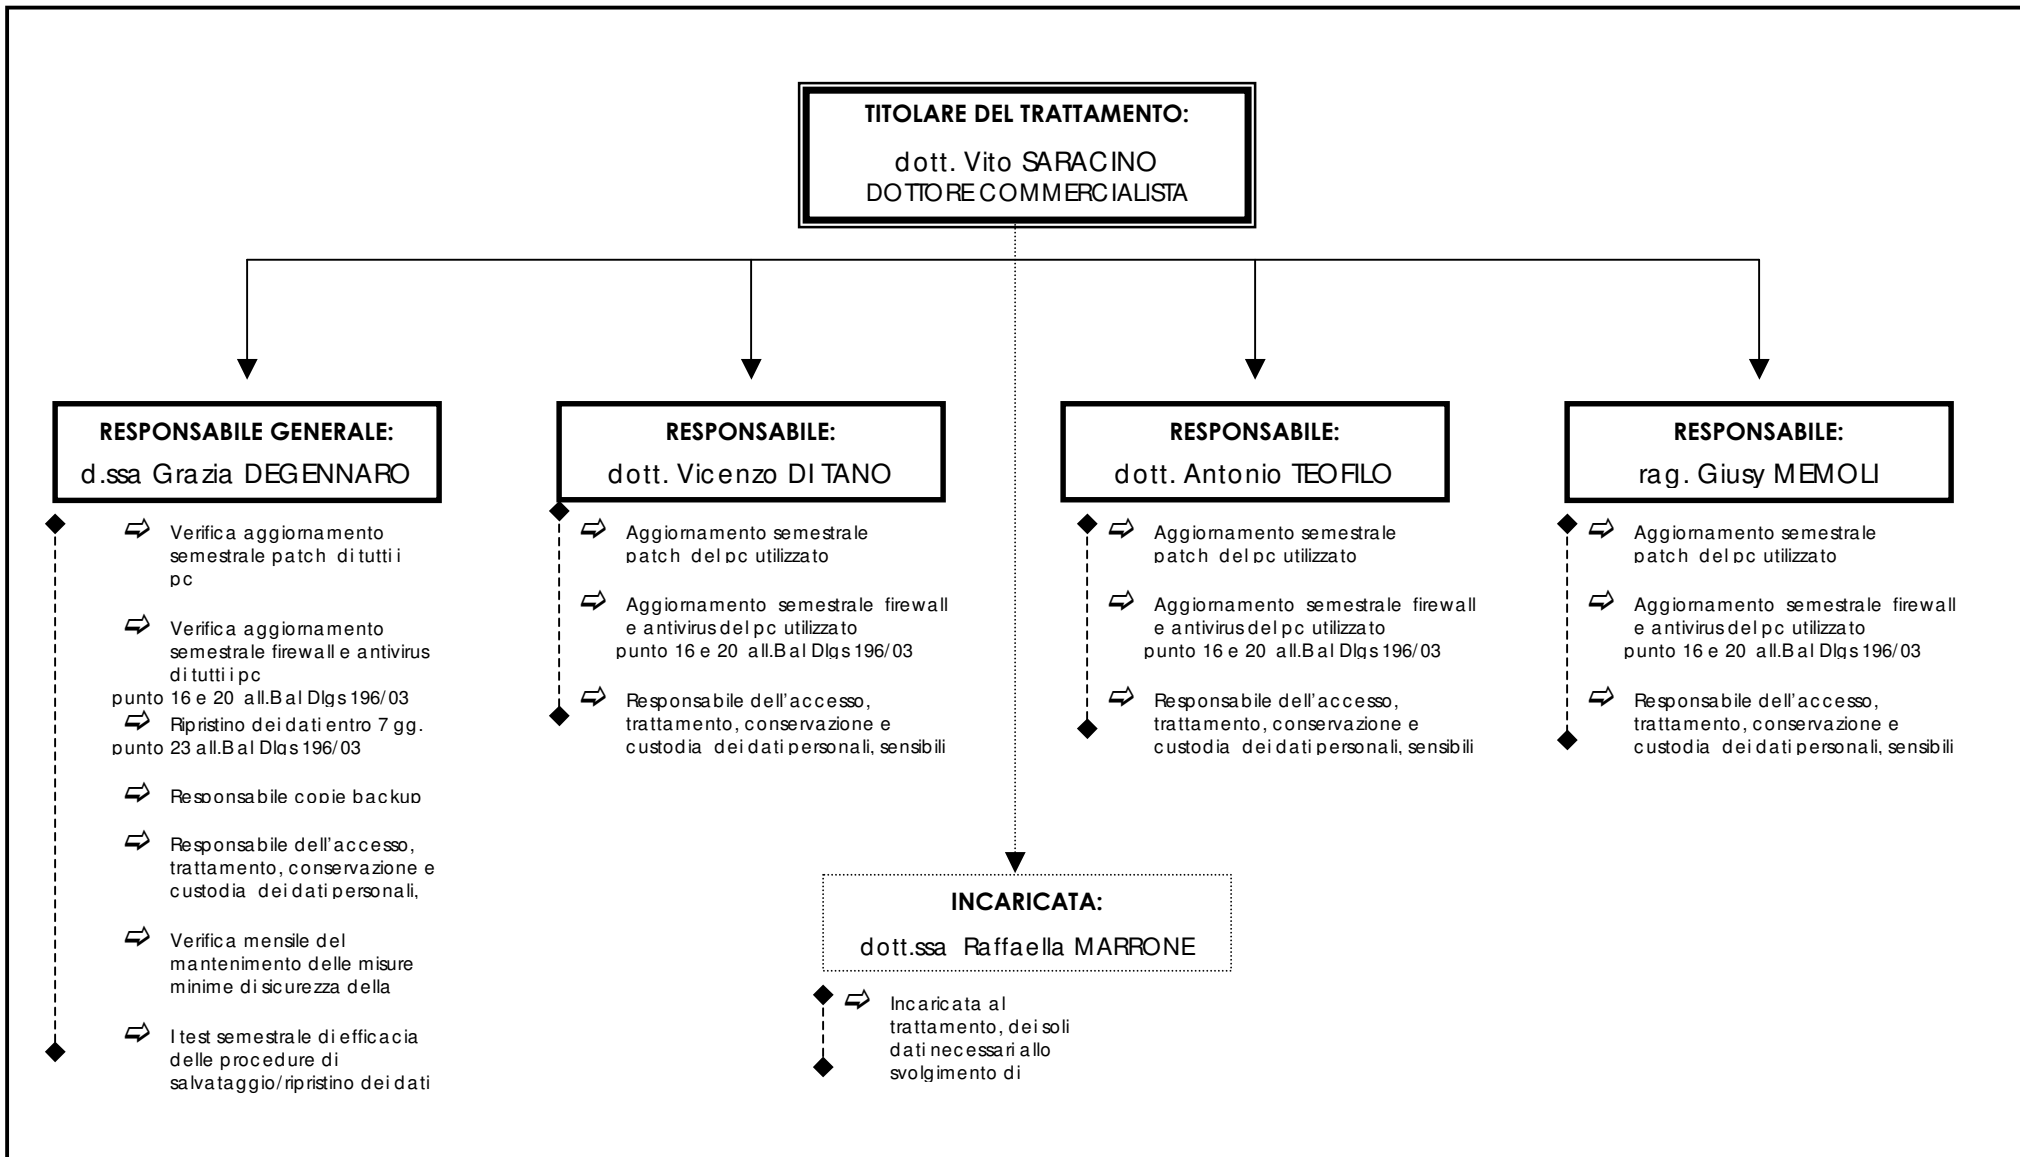 TITOLARE DEL TRATTAMENTO:
dott. Vito SARACINO
DOTTORE COMMERCIALISTA
RESPONSABILE GENERALE:
d.ssa Grazia DEGENNARO
Verifica aggiornamento
semestrale patch di tutti i
pc
Verifica aggiornamento
semestrale firewall e antivirus
di tutti i pc
punto 16 e 20 all.B al Dlgs 196/03
Ripristino dei dati entro 7 gg.
punto 23 all.B al Dlgs 196/03
Responsabile copie backup
Responsabile dell'accesso,
trattamento, conservazione e
custodia dei dati personali,
Verifica mensile del
mantenimento delle misure
minime di sicurezza della
I test semestrale di efficacia
delle procedure di
salvataggio/ripristino dei dati
RESPONSABILE:
dott. Vicenzo DI TANO
Aggiornamento semestrale
patch del pc utilizzato
Aggiornamento semestrale firewall
e antivirus del pc utilizzato
punto 16 e 20 all.B al Dlgs 196/03
Responsabile dell'accesso,
trattamento, conservazione e
custodia dei dati personali, sensibili
RESPONSABILE:
dott. Antonio TEOFILO
Aggiornamento semestrale
patch del pc utilizzato
Aggiornamento semestrale firewall
e antivirus del pc utilizzato
punto 16 e 20 all.B al Dlgs 196/03
Responsabile dell'accesso,
trattamento, conservazione e
custodia dei dati personali, sensibili
RESPONSABILE:
rag. Giusy MEMOLI
Aggiornamento semestrale
patch del pc utilizzato
Aggiornamento semestrale firewall
e antivirus del pc utilizzato
punto 16 e 20 all.B al Dlgs 196/03
Responsabile dell'accesso,
trattamento, conservazione e
custodia dei dati personali, sensibili
INCARICATA:
dott.ssa Raffaella MARRONE
Incaricata al
trattamento, dei soli
dati necessari allo
svolgimento di